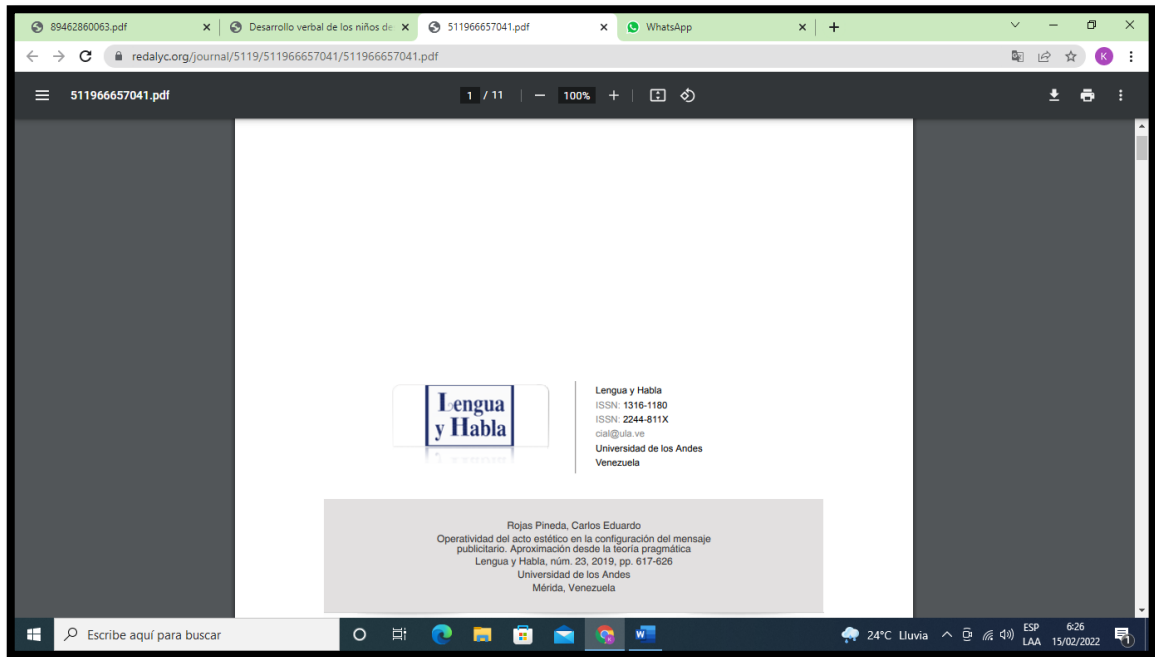 89462860063.pdf
Desarrollo verbal de los niños de
511966657041.pdf
WhatsApp
redalyc.org/journal/5119/511966657041/511966657041.pdf
K
511966657041.pdf
1 / 11
100%
Lengua
y Habla
Lengua y Habla
ISSN: 1316-1180
ISSN: 2244-811X
cial@ula.ve
Universidad de los Andes
Venezuela
Rojas Pineda, Carlos Eduardo
Operatividad del acto estético en la configuración del mensaje
publicitario. Aproximación desde la teoría pragmática
Lengua y Habla, núm. 23, 2019, pp. 617-626
Universidad de los Andes
Mérida, Venezuela
Escribe aquí para buscar
24°C Lluvia
ESP
LAA
6:26
15/02/2022
1